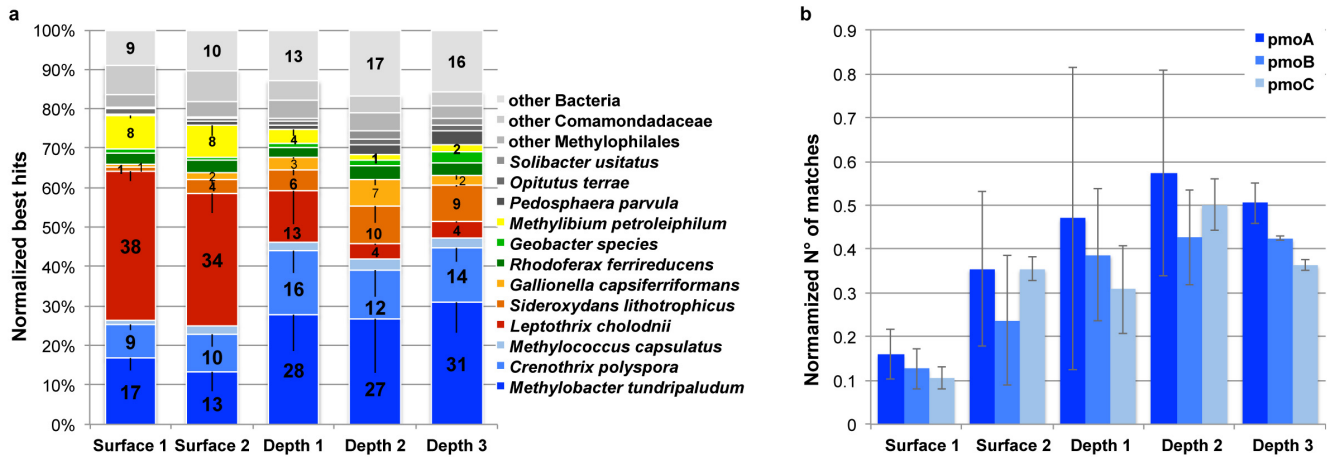 a
100%
90%
80%
70%
60%
50%
40%
30%
20%
10%
0%
Normalized best hits
9
8
1 1
38
9
17
10
8
2
4
34
10
13
13
4
3
6
13
16
28
17
1
7
10
4
12
27
16
2
2
9
4
14
31
Surface 1 Surface 2 Depth 1 Depth 2 Depth 3
other Bacteria
other Comamondadaceae
other Methylophilales
Solibacter usitatus
Opitutus terrae
Pedosphaera parvula
Methylibium petroleiphilum
Geobacter species
Rhodoferax ferrireducens
Gallionella capsiferriformans
Sideroxydans lithotrophicus
Leptothrix cholodnii
Methylococcus capsulatus
Crenothrix polyspora
Methylobacter tundripaludum
b
0.9
0.8
0.7
0.6
0.5
0.4
0.3
0.2
0.1
0
Normamized N° of matches
pmoA
pmoB
pmoC
Surface 1 Surface 2 Depth 1 Depth 2 Depth 3